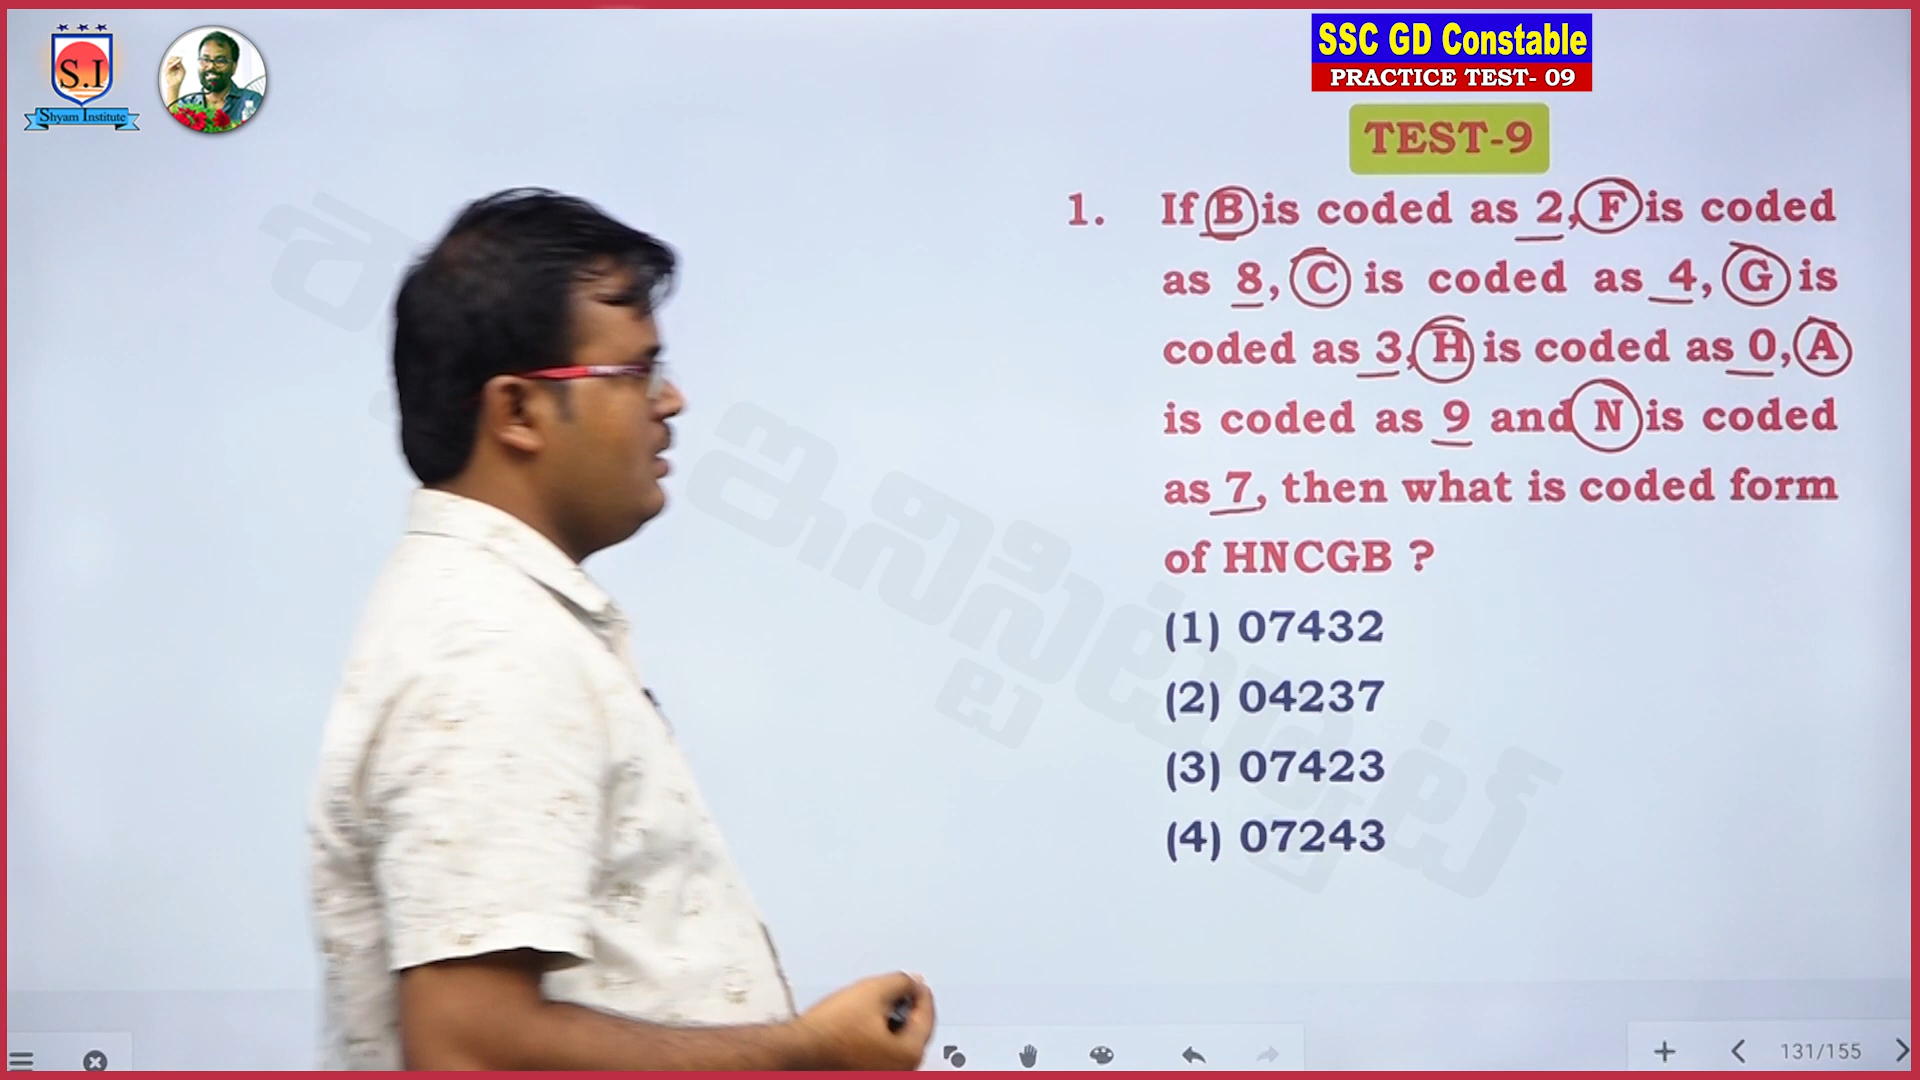 S.I
Shyam Institute
SSC GD Constable
PRACTICE TEST- 09
TEST-9
1. If B is coded as 2, F is coded
as 8, C is coded as 4, G is
coded as 3, H is coded as 0, A
is coded as 9 and N is coded
as 7, then what is coded form
of HNCGB ?
(1) 07432
(2) 04237
(3) 07423
(4) 07243
131/155